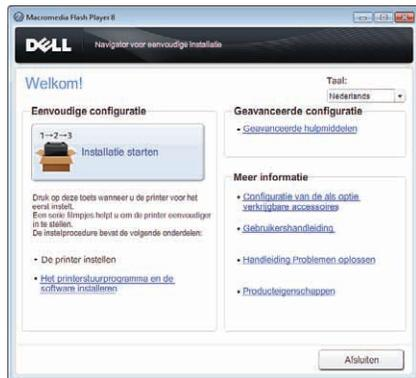 Macromedia Flash Player 8
DELL
Navigator voor eenvoudige installatie
Welkom!
Taal:
Nederlands
Eenvoudige configuratie
1→2→3
Installatie starten
Druk op deze toets wanneer u de printer voor het
eerst instelt.
Een serie filmpjes helpt u om de printer eenvoudiger
in te stellen.
De instelprocedure bevat de volgende onderdelen:
• De printer instellen
• Het printerstuurprogramma en de
software installeren
Geavanceerde configuratie
• Geavanceerde hulpmiddelen
Meer informatie
• Configuratie van de als optie
verkrijgbare accessoires
• Gebruikershandleiding
• Handleiding Problemen oplossen
• Producteigenschappen
Afsluiten